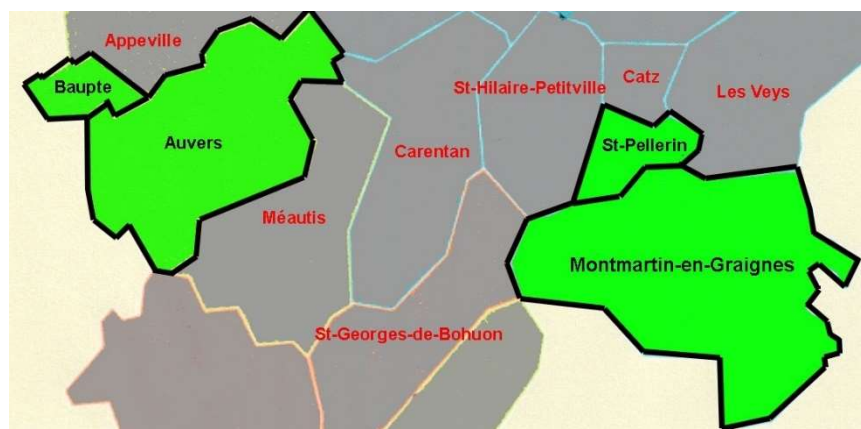 Appeville
Baupte
St-Hilaire-Petitville
Catz
Les Veys
Auvers
Carentan
St-Pellerin
Méautis
Montmartin-en-Graignes
St-Georges-de-Bohuon